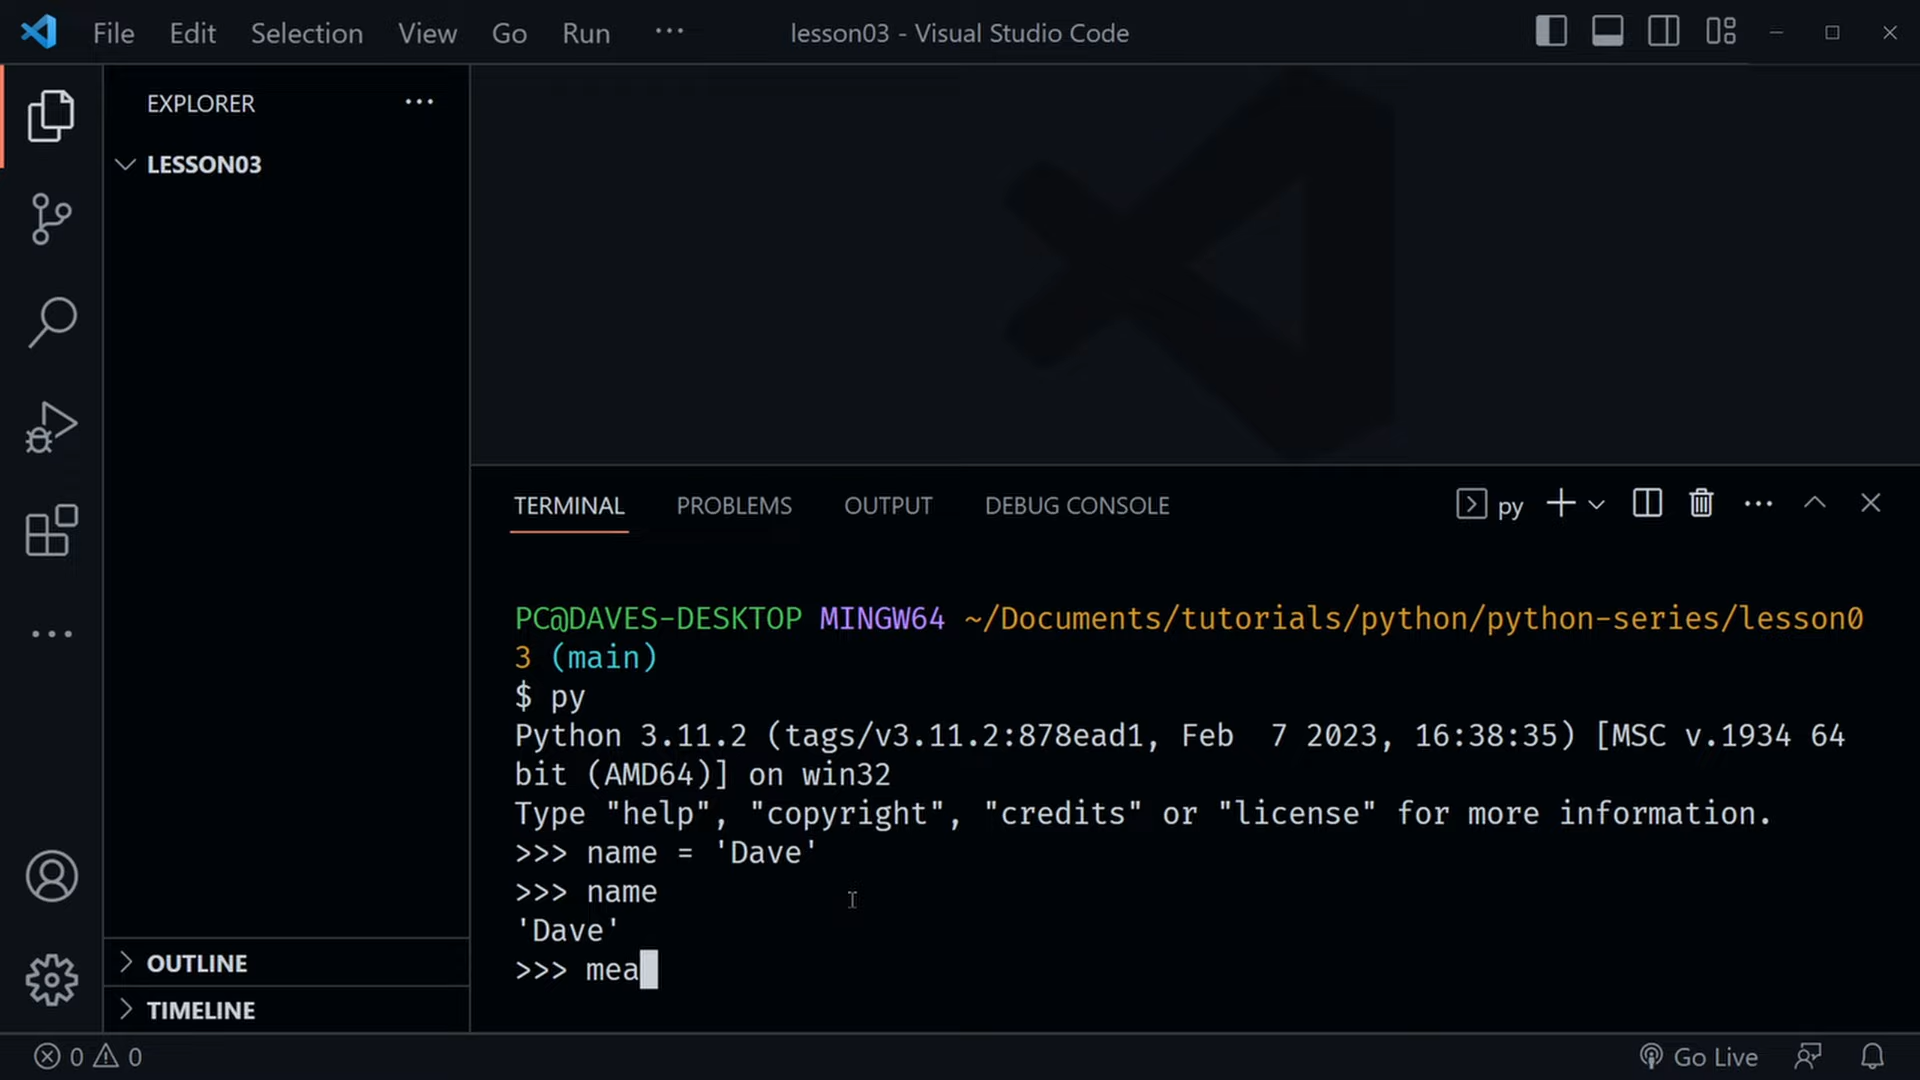 File Edit Selection View Go Run ··· lesson03 - Visual Studio Code
EXPLORER ···
LESSON03
TERMINAL PROBLEMS OUTPUT DEBUG CONSOLE py
PC@DAVES-DESKTOP MINGW64 ~/Documents/tutorials/python/python-series/lesson0
3 (main)
$ py
Python 3.11.2 (tags/v3.11.2:878ead1, Feb  7 2023, 16:38:35) [MSC v.1934 64
bit (AMD64)] on win32
Type "help", "copyright", "credits" or "license" for more information.
>>> name = 'Dave'
>>> name
'Dave'
>>> mea
OUTLINE
TIMELINE
0 0 Go Live